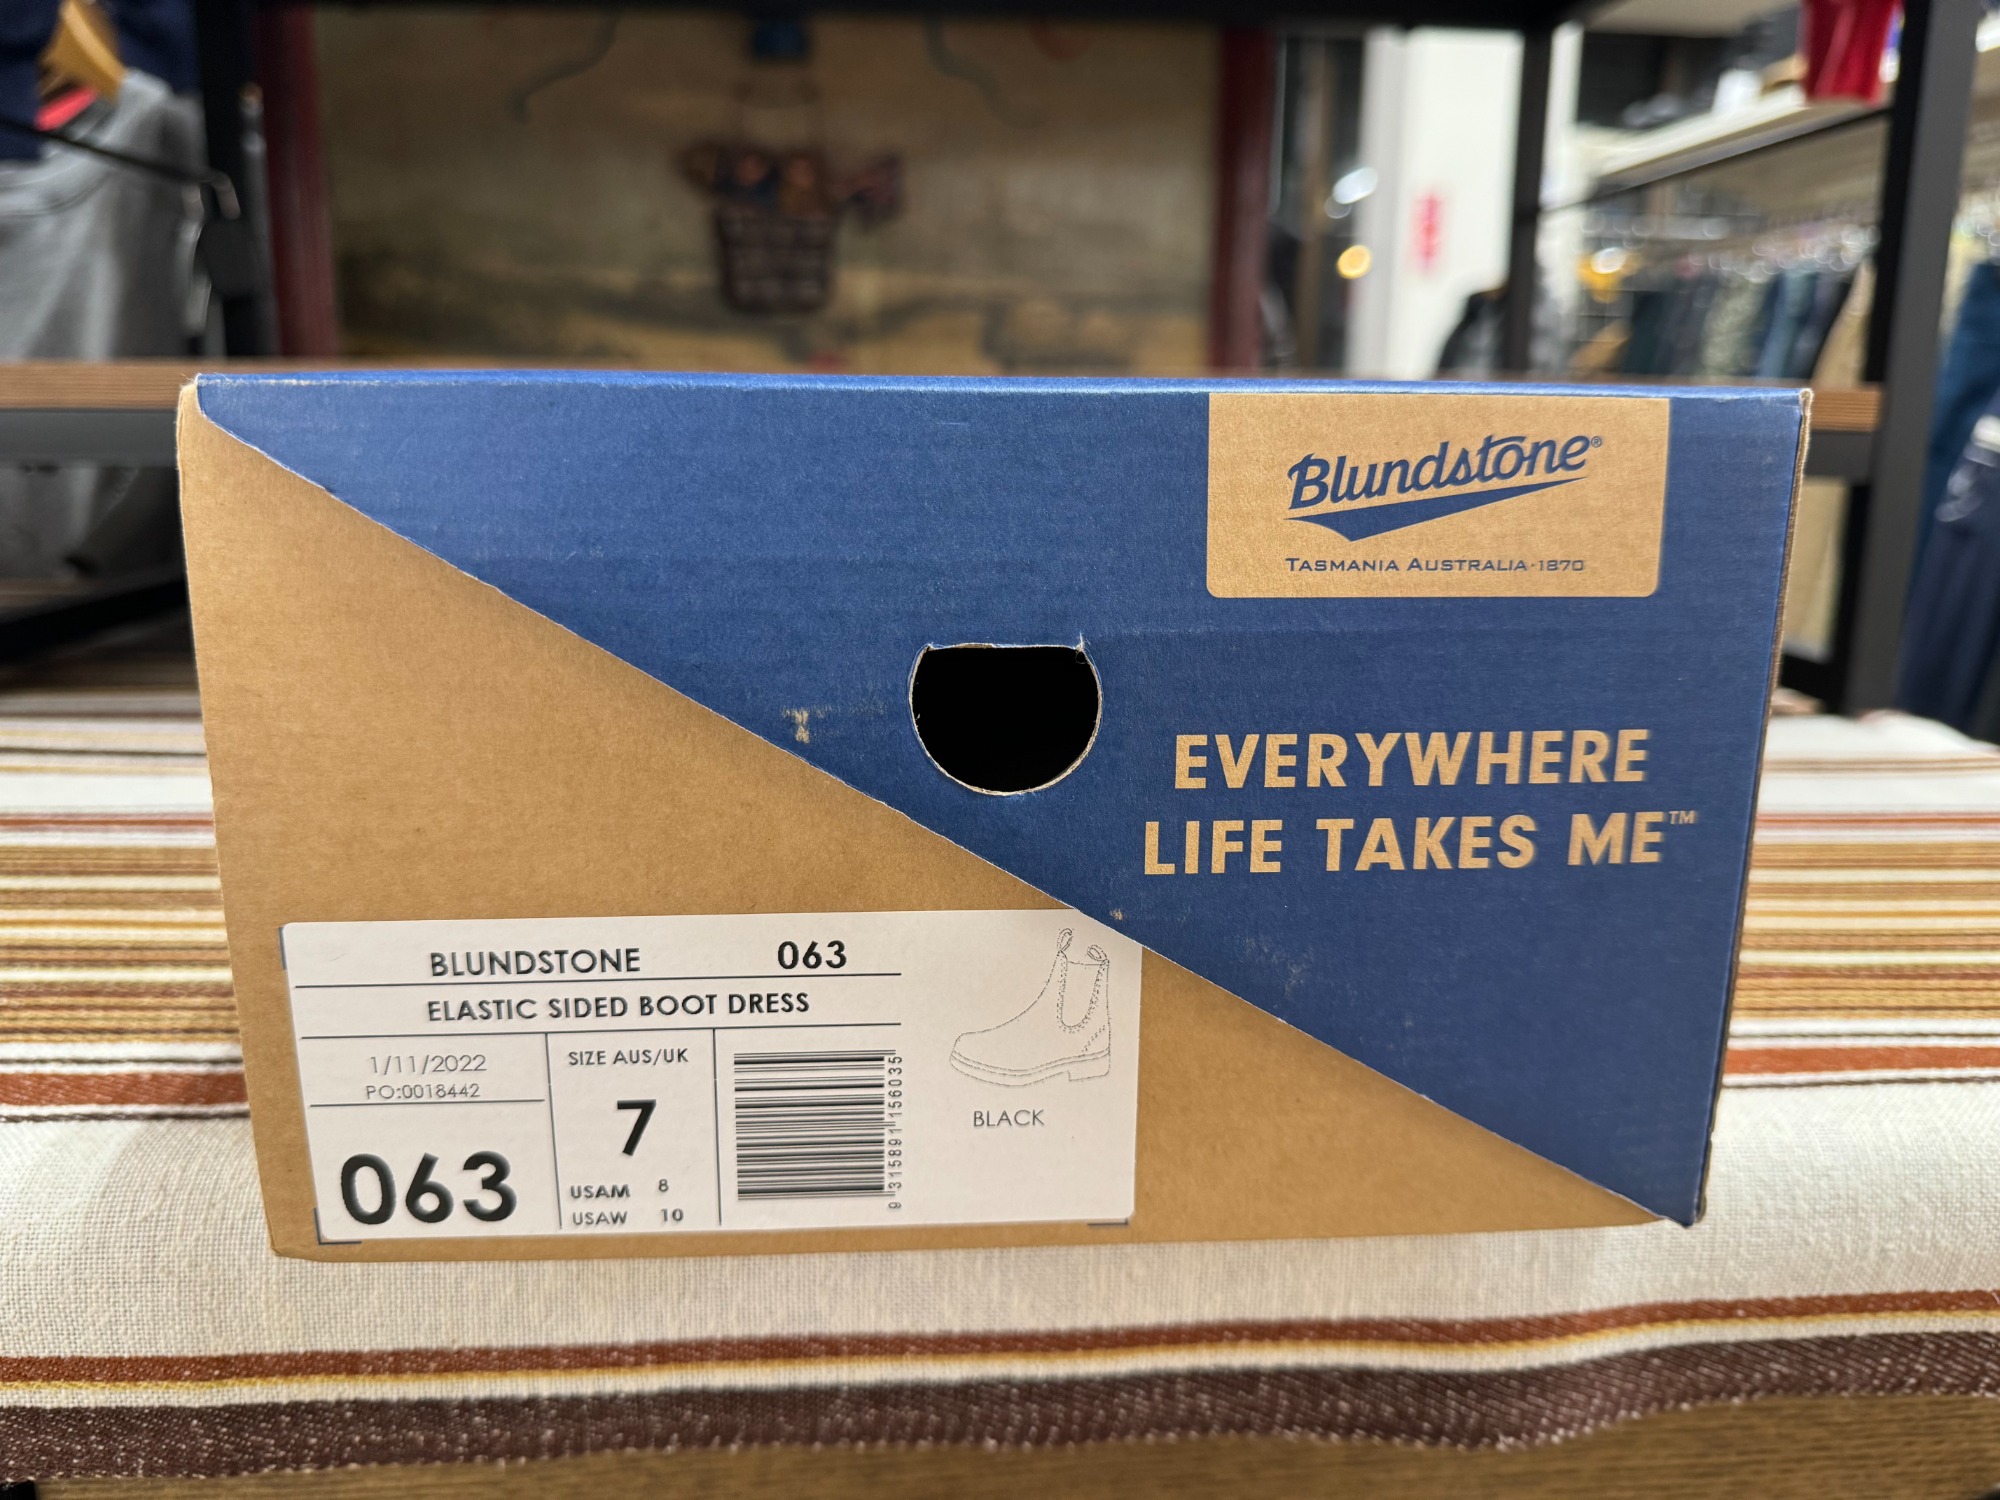 Blundstone®
TASMANIA AUSTRALIA·1870
EVERYWHERE
LIFE TAKES ME™
BLUNDSTONE 063
ELASTIC SIDED BOOT DRESS
1/11/2022
PO:0018442
063
SIZE AUS/UK
7
USAM 8
USAW 10
9 315891 156035
BLACK